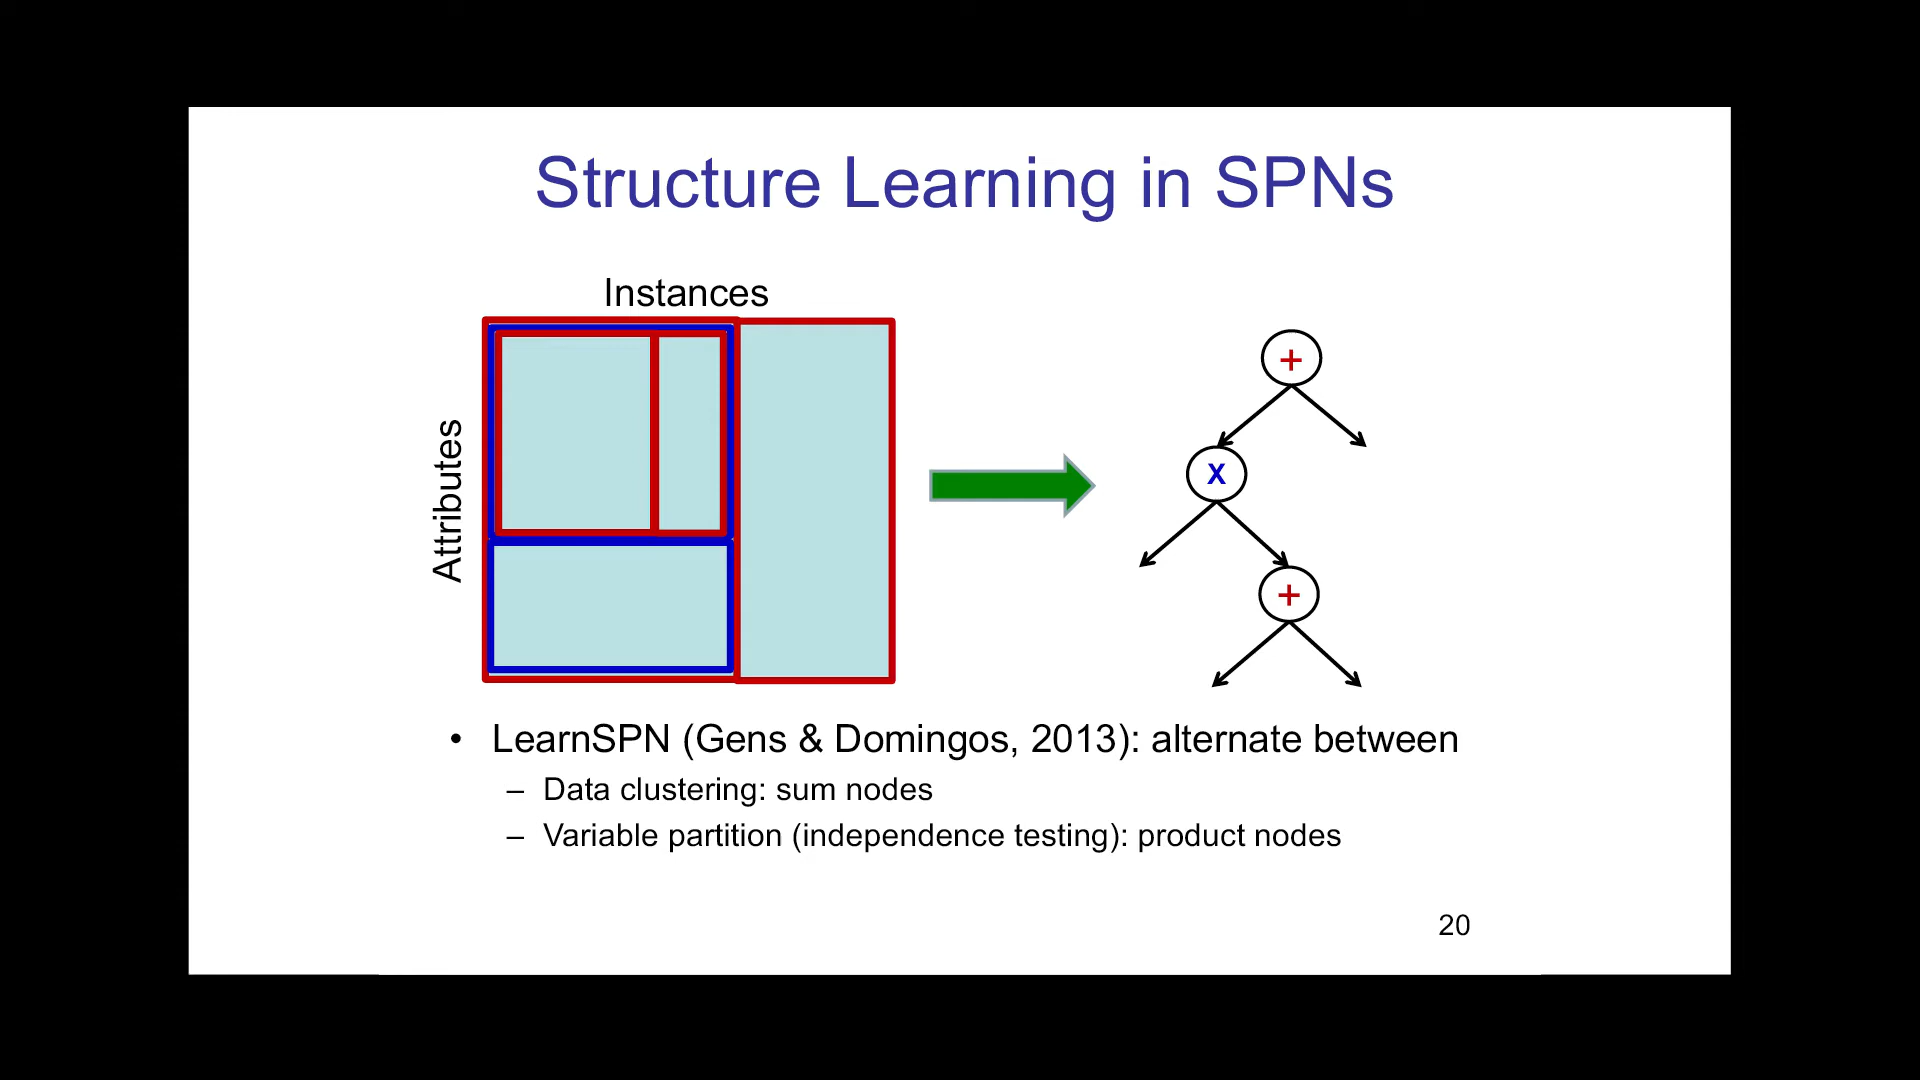 Structure Learning in SPNs
Instances
Attributes
+
x
+
• LearnSPN (Gens & Domingos, 2013): alternate between
– Data clustering: sum nodes
– Variable partition (independence testing): product nodes
20